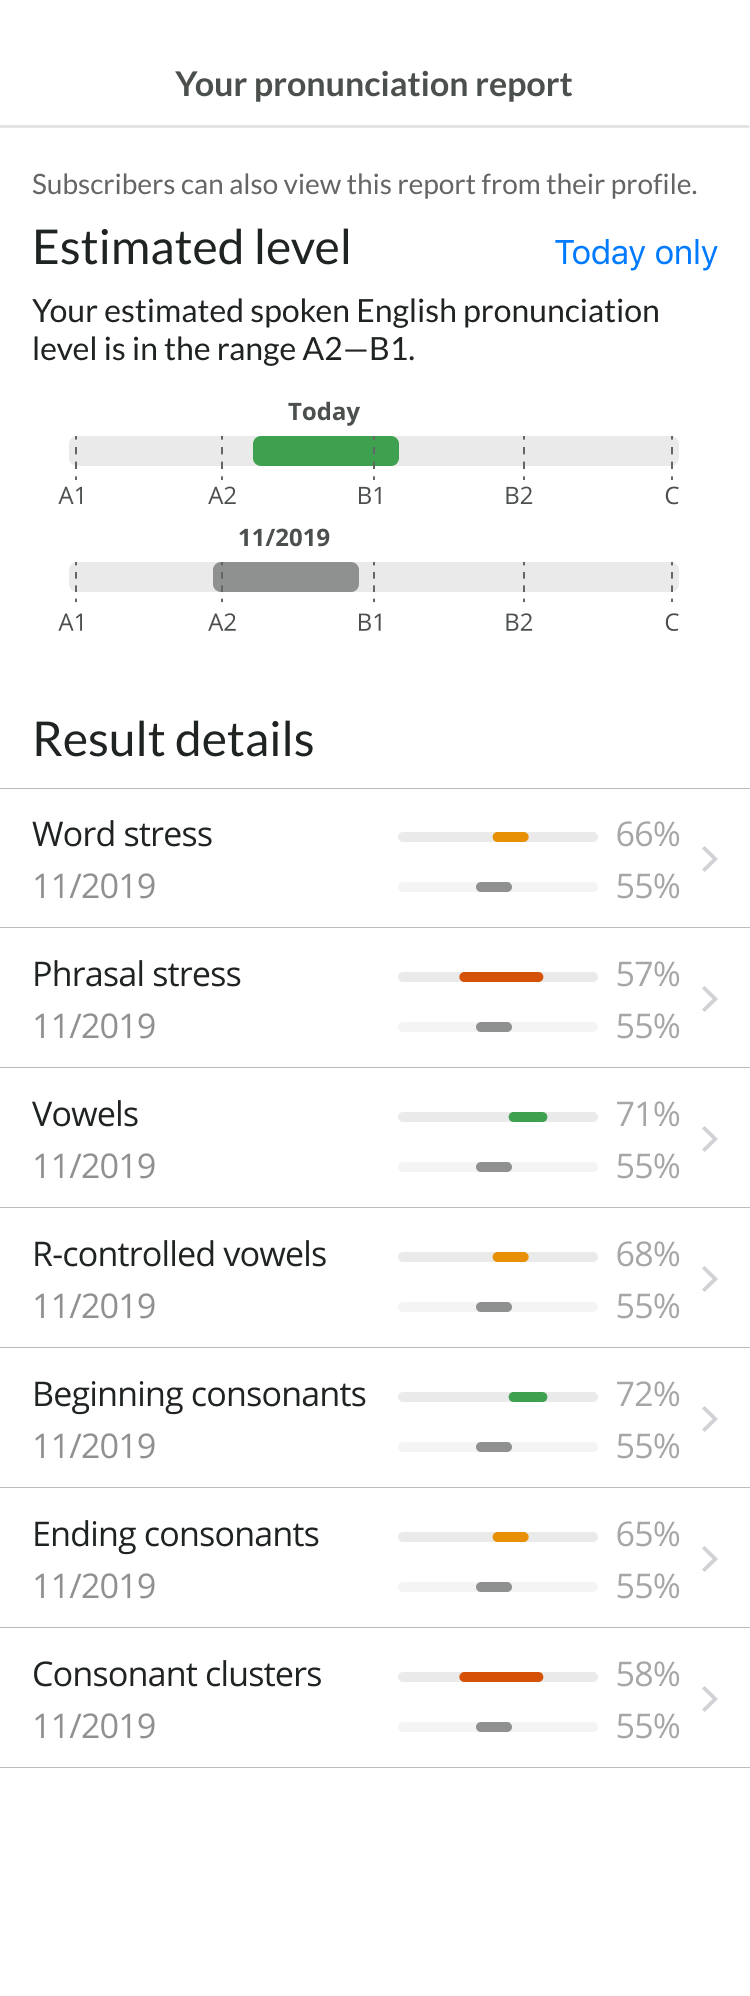 Your pronunciation report
Subscribers can also view this report from their profile.
Estimated level Today only
Your estimated spoken English pronunciation
level is in the range A2—B1.
Today
A1 A2 B1 B2 C
11/2019
A1 A2 B1 B2 C
Result details
Word stress 66%
11/2019 55%
Phrasal stress 57%
11/2019 55%
Vowels 71%
11/2019 55%
R-controlled vowels 68%
11/2019 55%
Beginning consonants 72%
11/2019 55%
Ending consonants 65%
11/2019 55%
Consonant clusters 58%
11/2019 55%